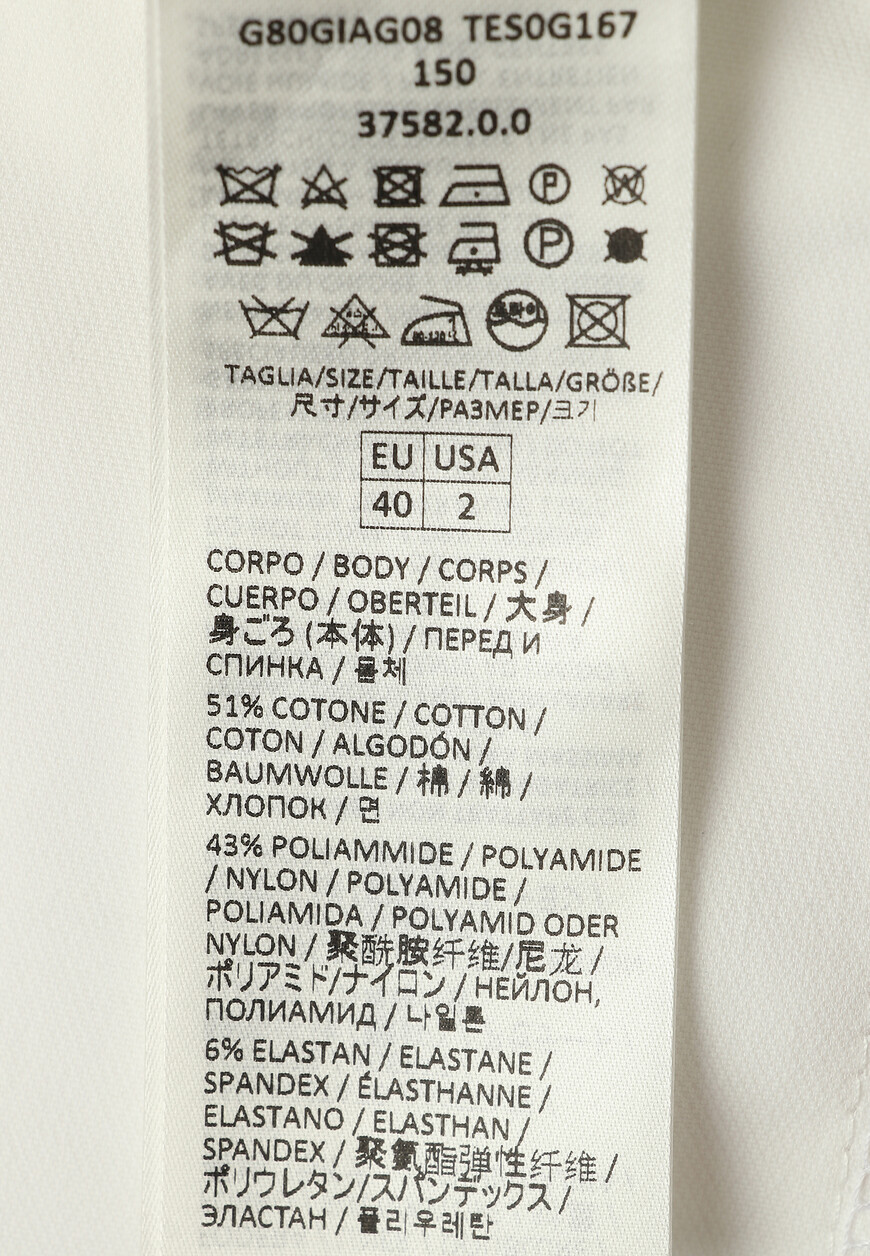 G80GIAG08 TES0G167
150
37582.0.0
P W
P
80-120
TAGLIA/SIZE/TAILLE/TALLA/GRÖßE/
尺寸/サイズ/РАЗМЕР/크기
EU USA
40 2
CORPO / BODY / CORPS /
CUERPO / OBERTEIL / 大身 /
身ごろ (本体) / ПЕРЕД И
СПИНКА / 몸체
51% COTONE / COTTON /
COTON / ALGODÓN /
BAUMWOLLE / 棉 / 綿 /
ХЛОПОК / 면
43% POLIAMMIDE / POLYAMIDE
/ NYLON / POLYAMIDE /
POLIAMIDA / POLYAMID ODER
NYLON / 聚酰胺纤维/尼龙 /
ポリアミド/ナイロン / НЕЙЛОН,
ПОЛИАМИД / 나일론
6% ELASTAN / ELASTANE /
SPANDEX / ÉLASTHANNE /
ELASTANO / ELASTHAN /
SPANDEX / 聚氨酯弹性纤维 /
ポリウレタン/スパンデックス /
ЭЛАСТАН / 폴리우레탄